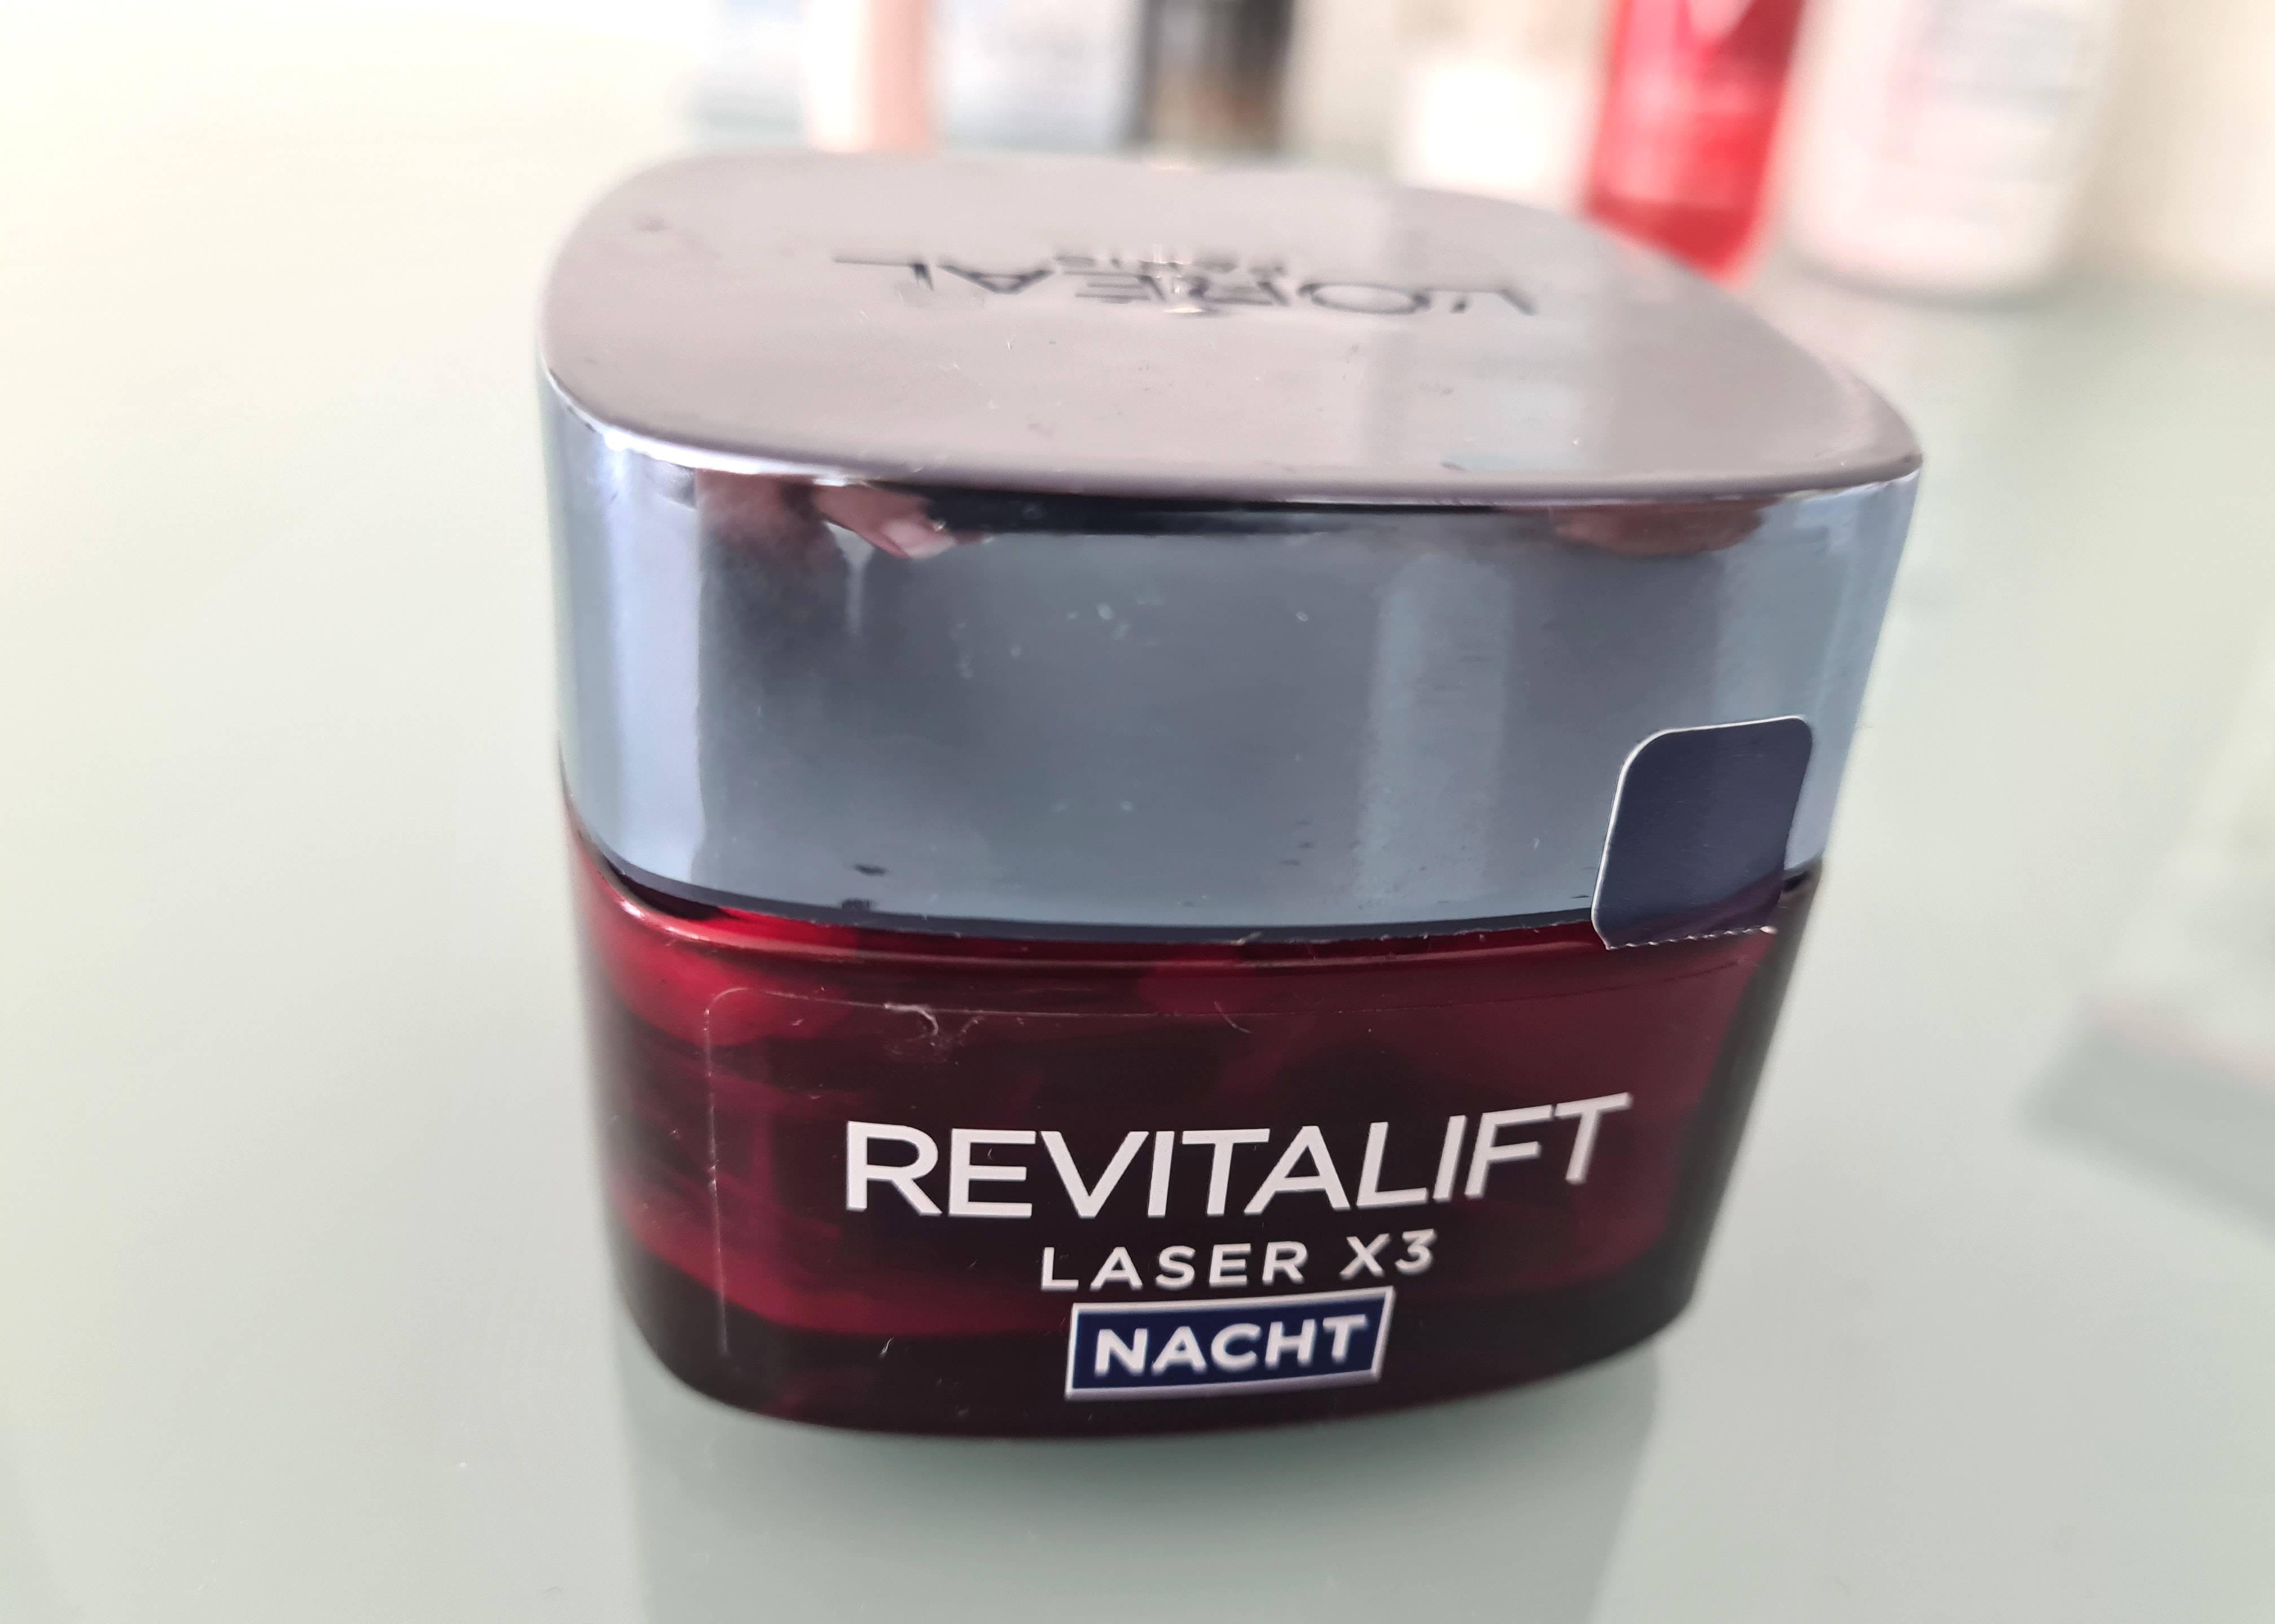 L'ORÉAL
PARIS
REVITALIFT
LASER X3
NACHT